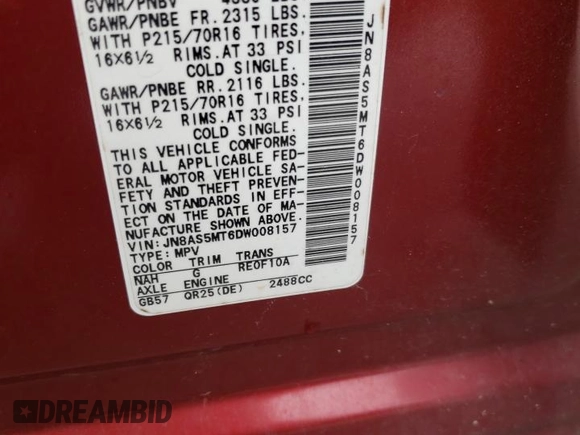 GVWR/PNBV
GAWR/PNBE FR. 2315 LBS.
WITH P215/70R16 TIRES,
16X6½ RIMS.AT 33 PSI
COLD SINGLE.
GAWR/PNBE RR. 2116 LBS.
WITH P215/70R16 TIRES,
16X6½ RIMS.AT 33 PSI
COLD SINGLE.
THIS VEHICLE CONFORMS
TO ALL APPLICABLE FED-
ERAL MOTOR VEHICLE SA-
FETY AND THEFT PREVEN-
TION STANDARDS IN EFF-
ECT ON THE DATE OF MA-
NUFACTURE SHOWN ABOVE.
VIN: JN8AS5MT6DW008157
TYPE: MPV
COLOR TRIM TRANS
NAH G RE0F10A
AXLE ENGINE
GB57 QR25(DE) 2488CC
JN8AS5MT6DW008157
DREAMBID